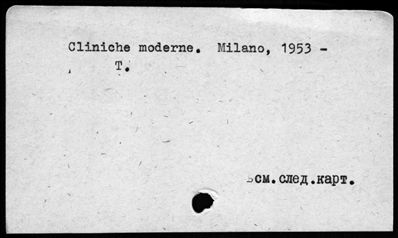 Cliniche moderne. Milano, 1953 -
T.
см.след.карт.